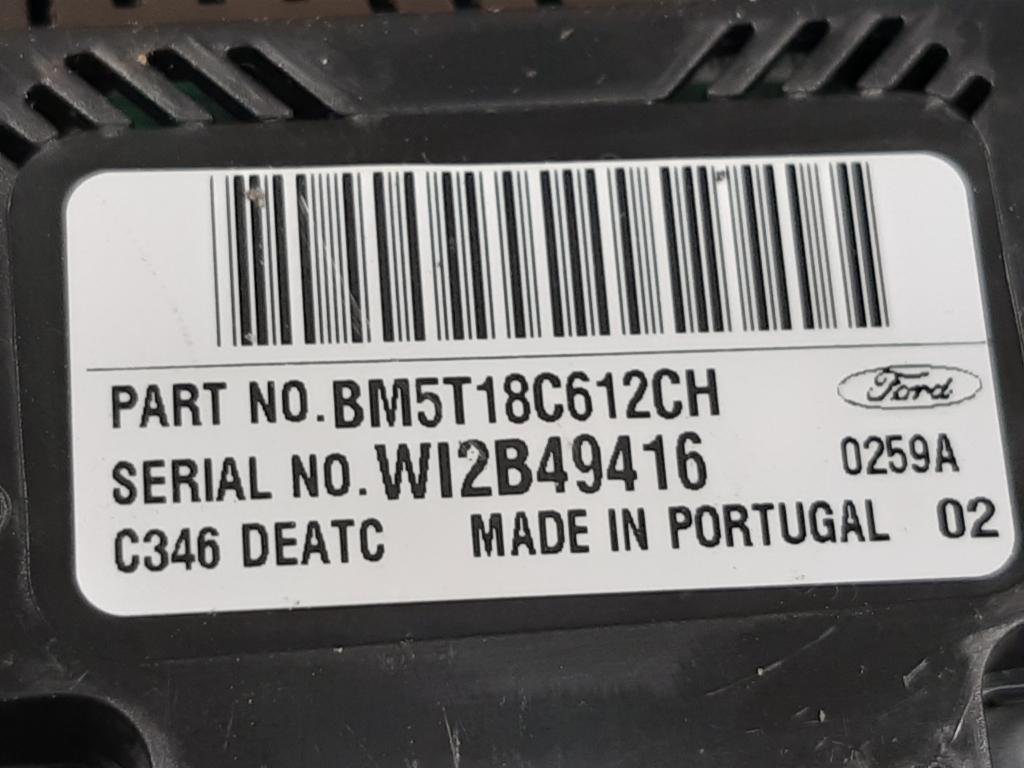 PART NO. BM5T18C612CH
Ford
SERIAL NO. WI2B49416
0259A
C346 DEATC MADE IN PORTUGAL 02